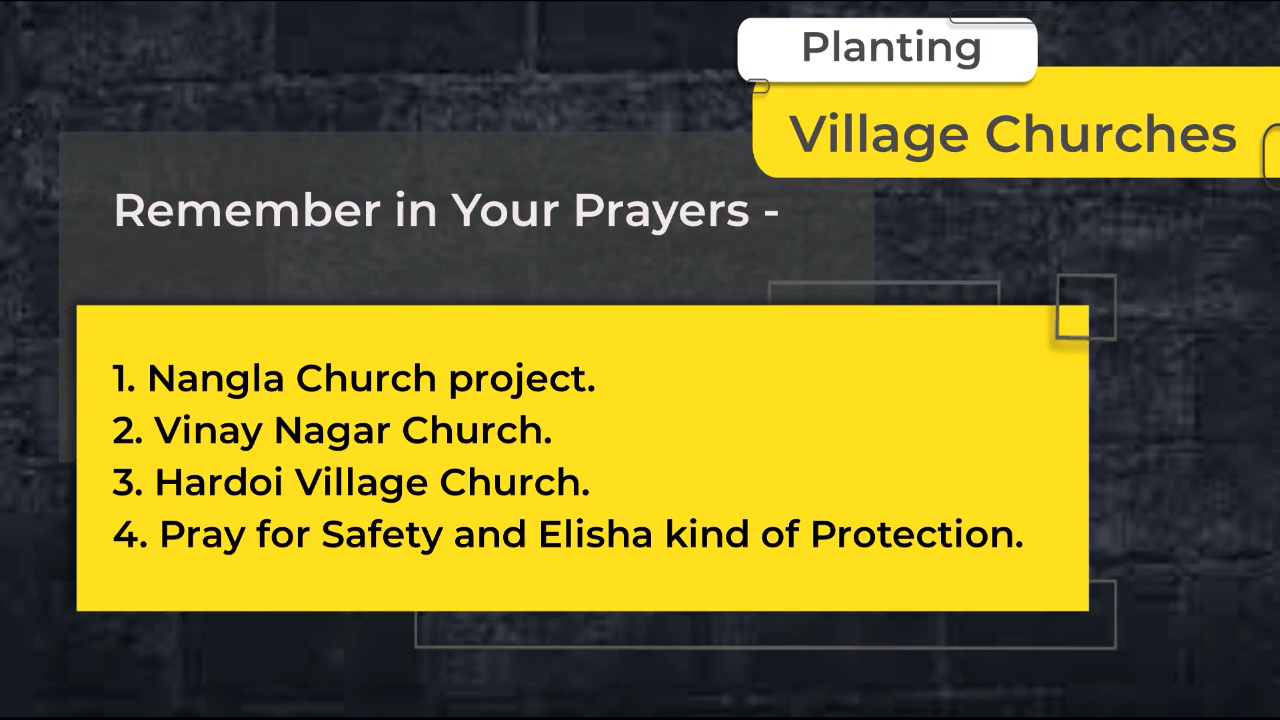 Planting
Village Churches
Remember in Your Prayers -
1. Nangla Church project.
2. Vinay Nagar Church.
3. Hardoi Village Church.
4. Pray for Safety and Elisha kind of Protection.